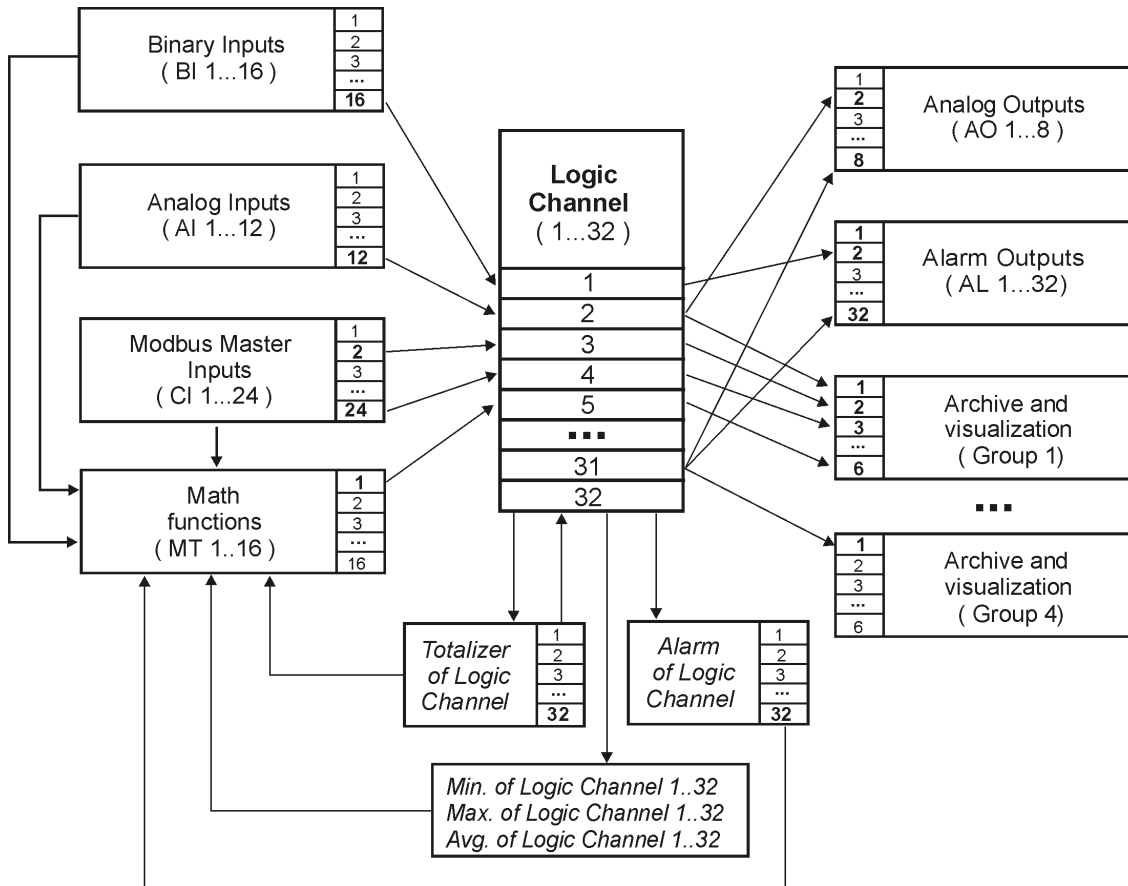 Binary Inputs
( BI 1...16 )
1
2
3
...
16
Analog Inputs
( AI 1...12 )
1
2
3
...
12
Modbus Master
Inputs
( CI 1...24 )
1
2
3
...
24
Math
functions
( MT 1..16 )
1
2
3
...
16
Logic
Channel
( 1...32 )
1
2
3
4
5
...
31
32
1
2
3
...
8
Analog Outputs
( AO 1...8 )
1
2
3
...
32
Alarm Outputs
( AL 1...32)
1
2
3
...
6
Archive and
visualization
( Group 1)
...
1
2
3
...
6
Archive and
visualization
( Group 4)
Totalizer
of Logic
Channel
1
2
3
...
32
Alarm
of Logic
Channel
1
2
3
...
32
Min. of Logic Channel 1..32
Max. of Logic Channel 1..32
Avg. of Logic Channel 1..32